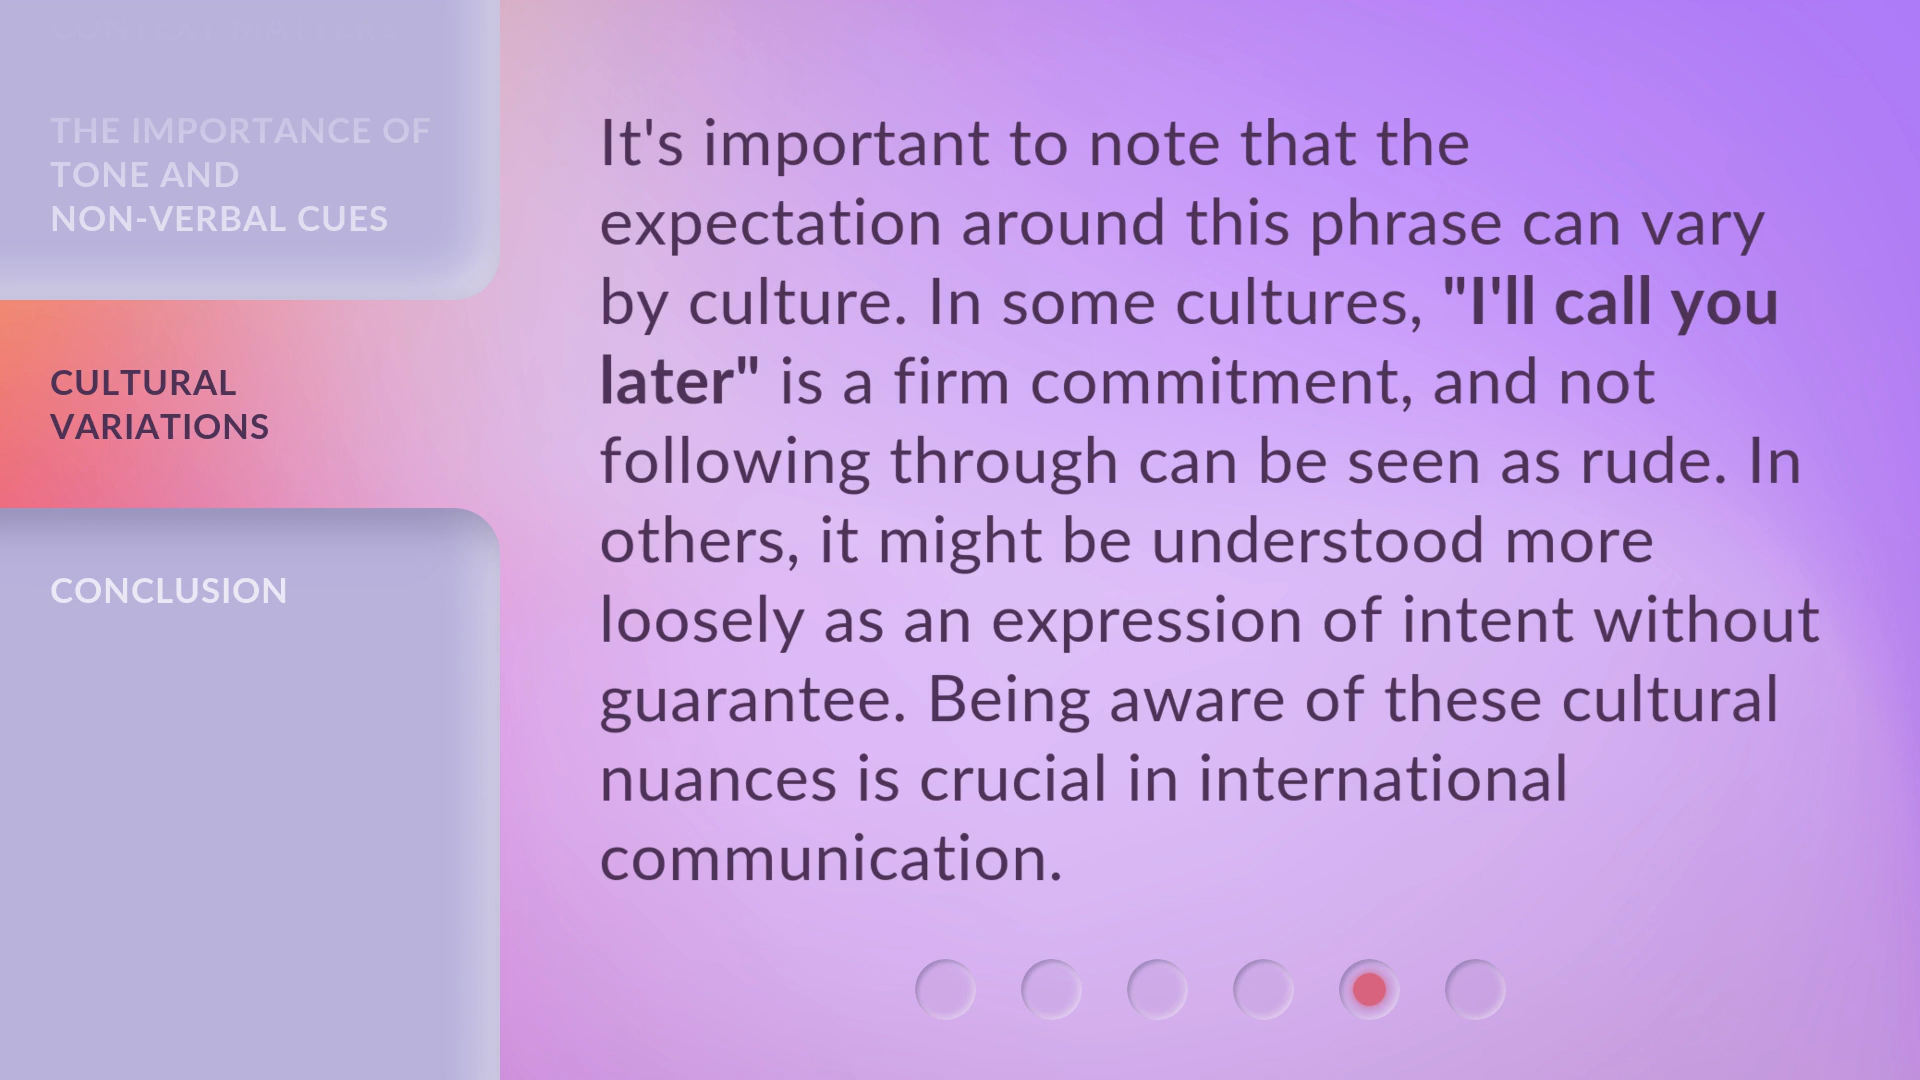 CONTEXT MATTERS
THE IMPORTANCE OF
TONE AND
NON-VERBAL CUES
CULTURAL
VARIATIONS
CONCLUSION
It's important to note that the
expectation around this phrase can vary
by culture. In some cultures, "I'll call you
later" is a firm commitment, and not
following through can be seen as rude. In
others, it might be understood more
loosely as an expression of intent without
guarantee. Being aware of these cultural
nuances is crucial in international
communication.